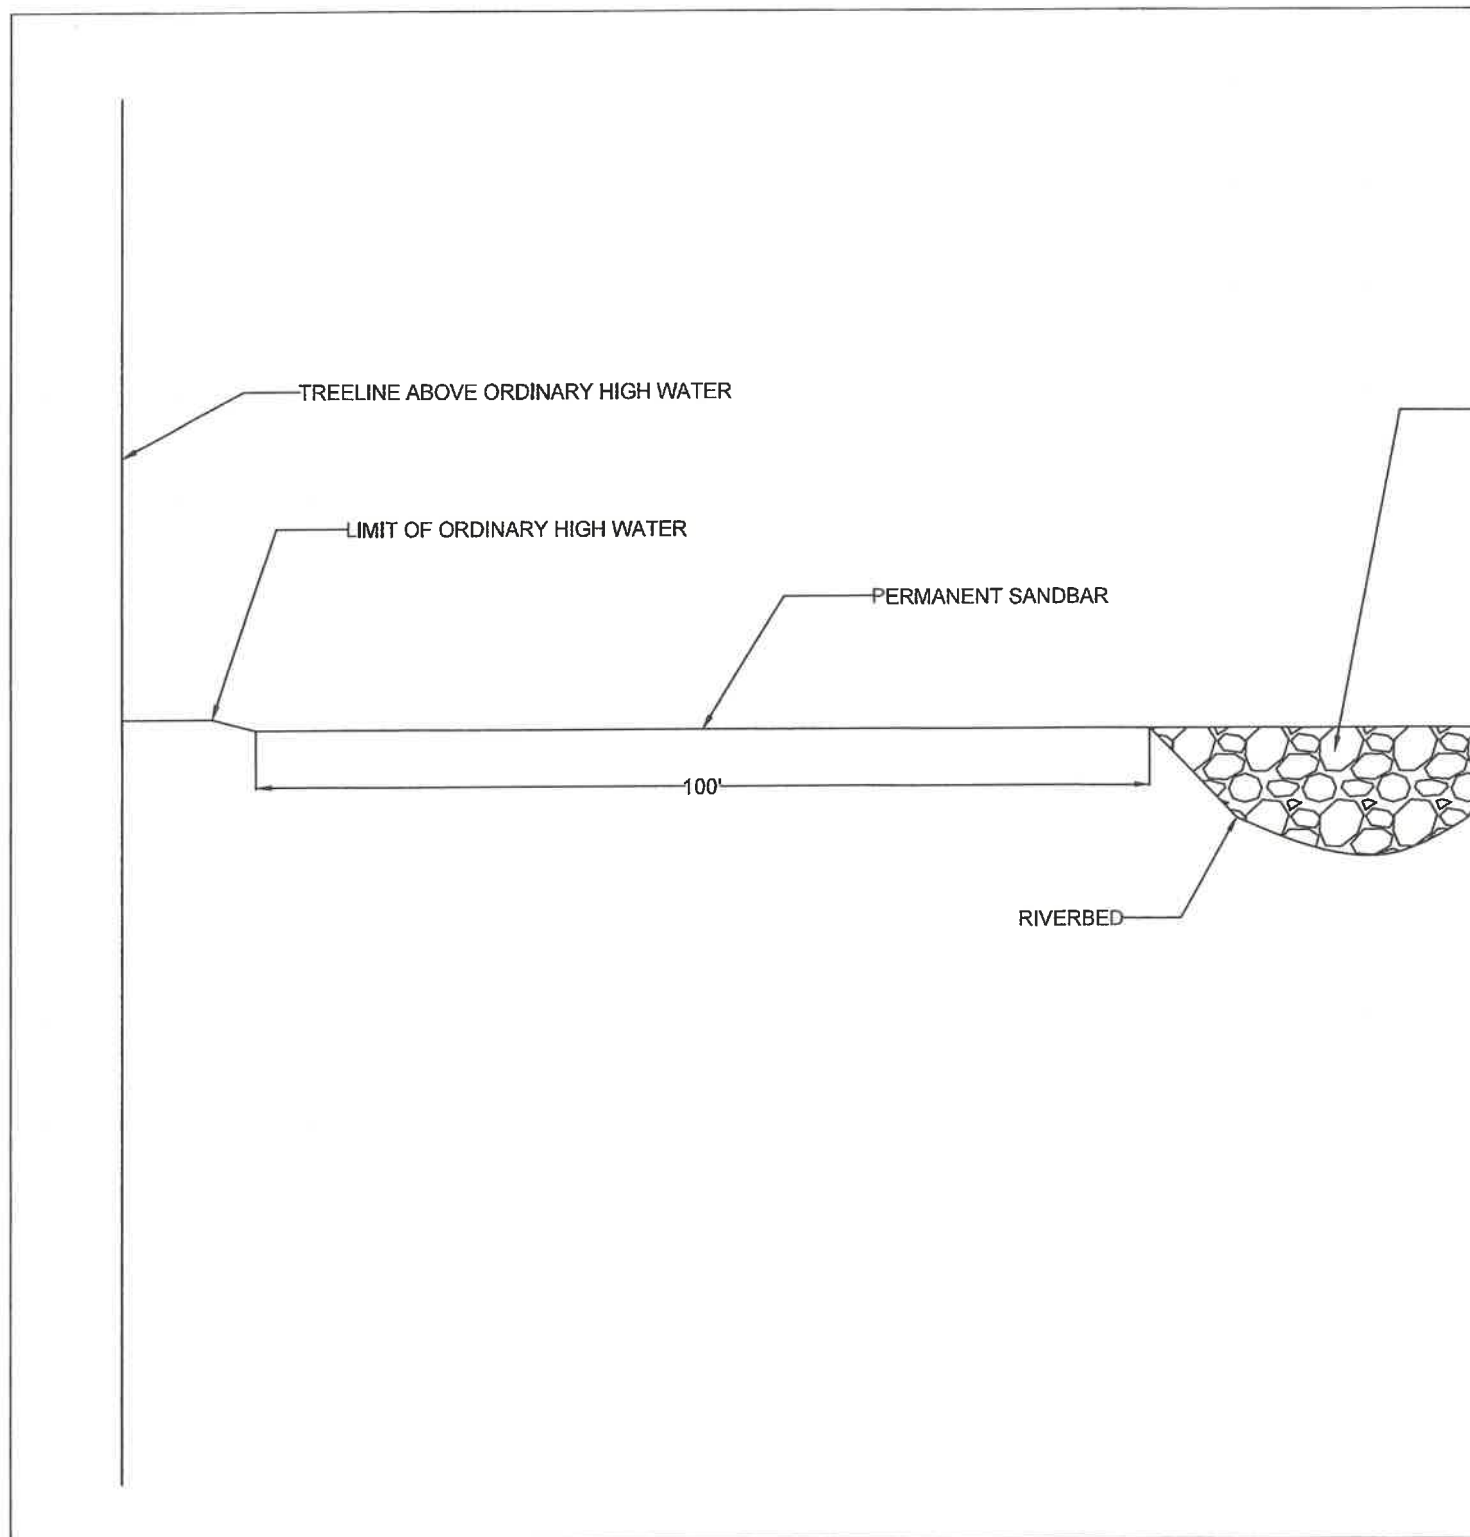 TREELINE ABOVE ORDINARY HIGH WATER
LIMIT OF ORDINARY HIGH WATER
PERMANENT SANDBAR
100'
RIVERBED